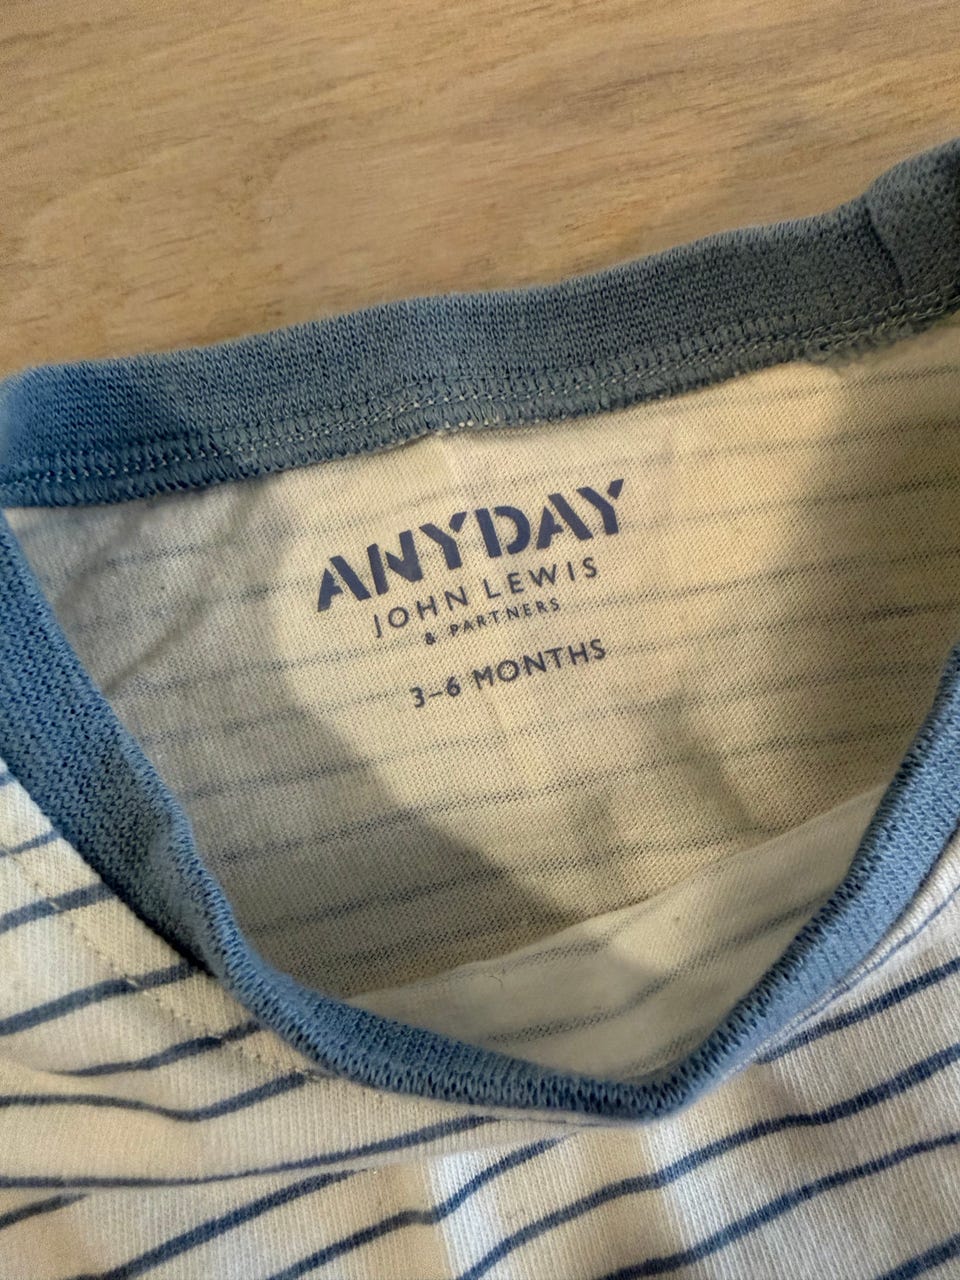 ANYDAY
JOHN LEWIS
& PARTNERS
3–6 MONTHS